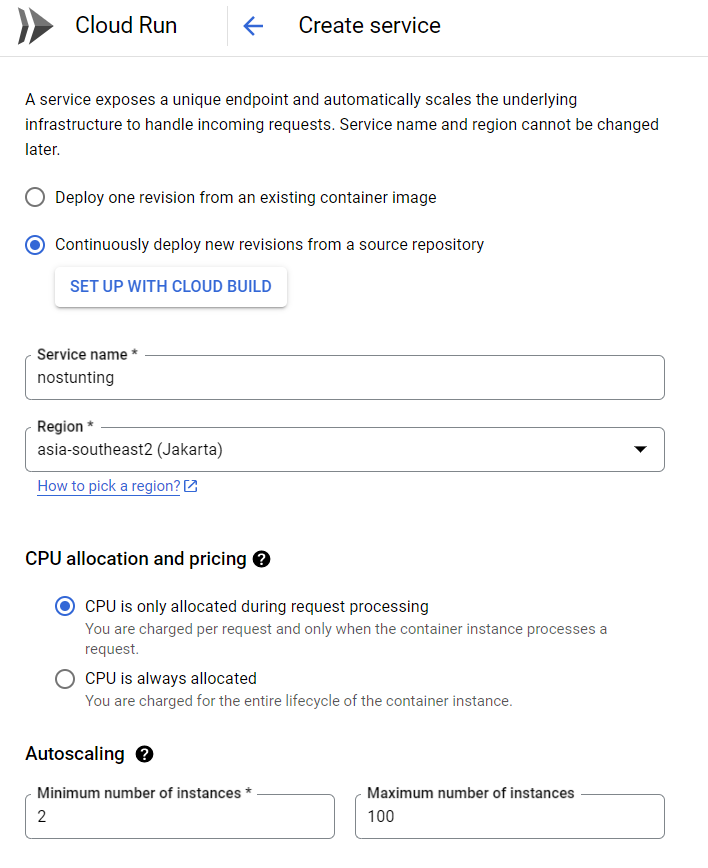 Cloud Run
Create service
A service exposes a unique endpoint and automatically scales the underlying
infrastructure to handle incoming requests. Service name and region cannot be changed
later.
Deploy one revision from an existing container image
Continuously deploy new revisions from a source repository
SET UP WITH CLOUD BUILD
Service name *
nostunting
Region *
asia-southeast2 (Jakarta)
How to pick a region?
CPU allocation and pricing
CPU is only allocated during request processing
You are charged per request and only when the container instance processes a
request.
CPU is always allocated
You are charged for the entire lifecycle of the container instance.
Autoscaling
Minimum number of instances *
2
Maximum number of instances
100